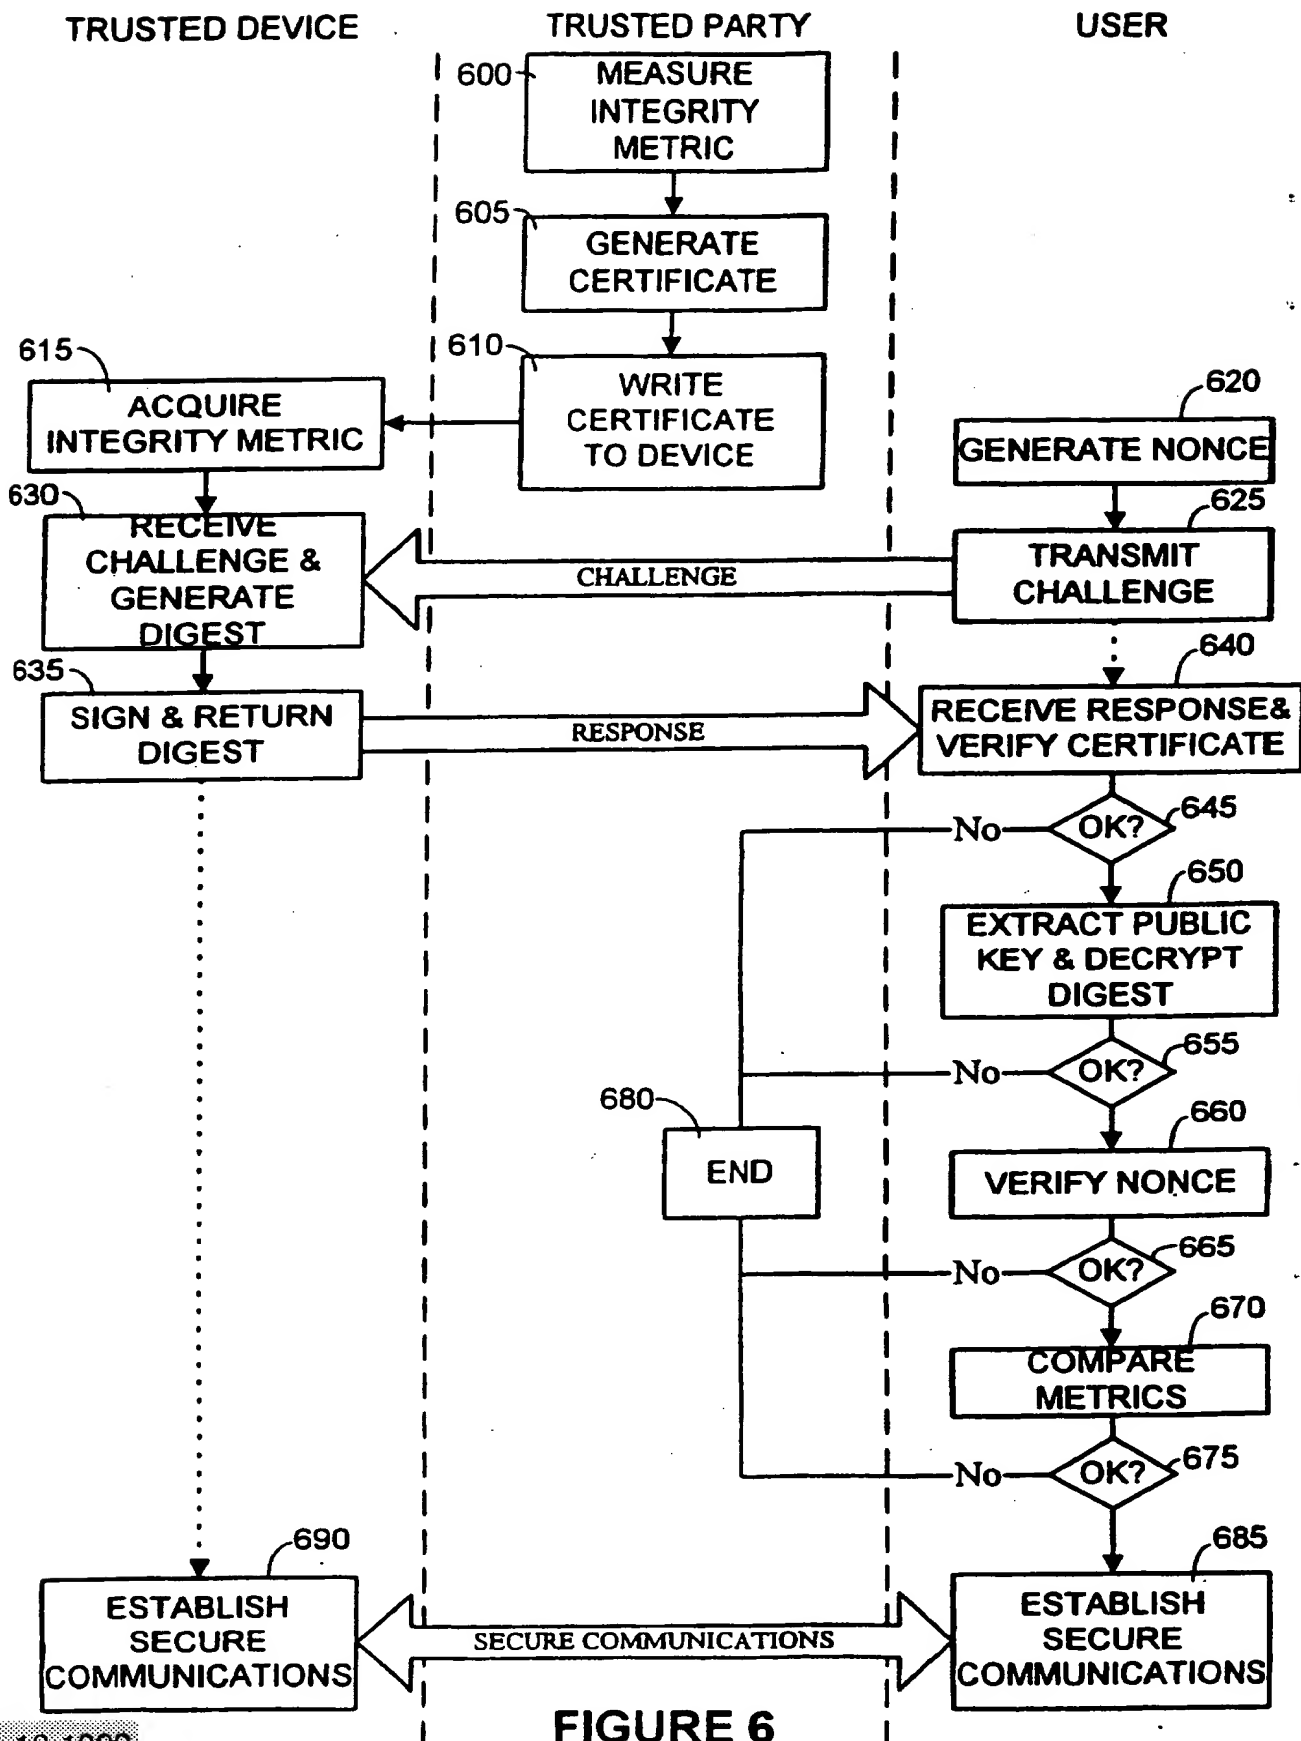 TRUSTED DEVICE
TRUSTED PARTY
USER
600
MEASURE
INTEGRITY
METRIC
605
GENERATE
CERTIFICATE
610
WRITE
CERTIFICATE
TO DEVICE
615
ACQUIRE
INTEGRITY METRIC
620
GENERATE NONCE
625
TRANSMIT
CHALLENGE
CHALLENGE
630
RECEIVE
CHALLENGE &
GENERATE
DIGEST
635
SIGN & RETURN
DIGEST
RESPONSE
640
RECEIVE RESPONSE&
VERIFY CERTIFICATE
645
OK?
No
650
EXTRACT PUBLIC
KEY & DECRYPT
DIGEST
655
OK?
No
680
END
660
VERIFY NONCE
665
OK?
No
670
COMPARE
METRICS
675
OK?
No
690
ESTABLISH
SECURE
COMMUNICATIONS
SECURE COMMUNICATIONS
685
ESTABLISH
SECURE
COMMUNICATIONS
FIGURE 6